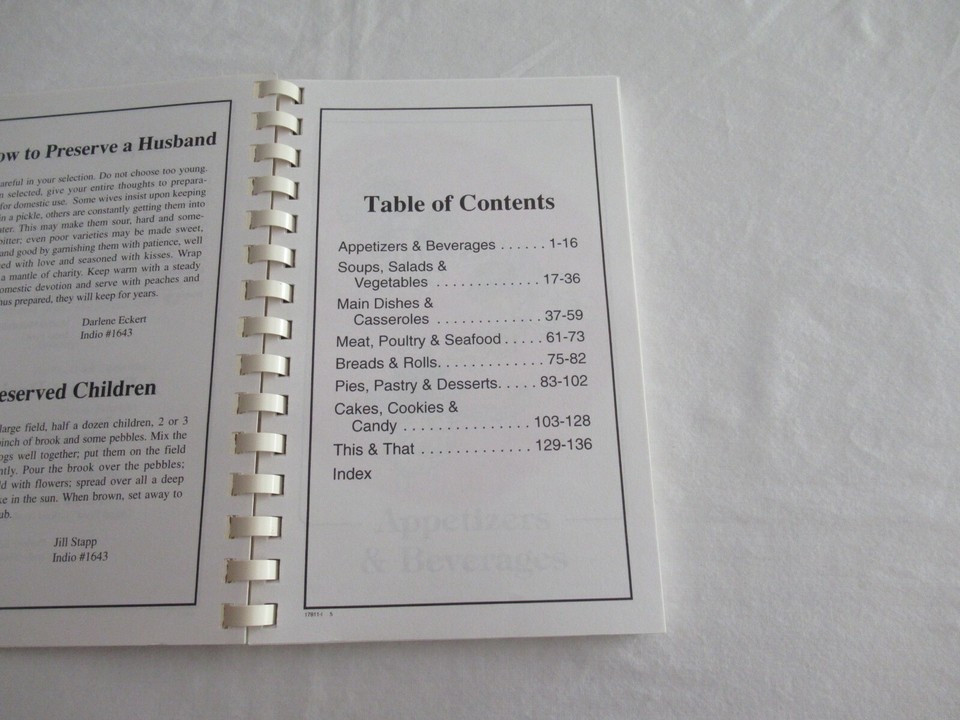 ow to Preserve a Husband
areful in your selection. Do not choose too young.
n selected, give your entire thoughts to prepara-
for domestic use. Some wives insist upon keeping
in a pickle, others are constantly getting them into
ater. This may make them sour, hard and some-
bitter; even poor varieties may be made sweet,
and good by garnishing them with patience, well
ed with love and seasoned with kisses. Wrap
a mantle of charity. Keep warm with a steady
omestic devotion and serve with peaches and
hus prepared, they will keep for years.
Darlene Eckert
Indio #1643
eserved Children
large field, half a dozen children, 2 or 3
inch of brook and some pebbles. Mix the
ogs well together; put them on the field
ntly. Pour the brook over the pebbles;
ld with flowers; spread over all a deep
ke in the sun. When brown, set away to
ub.
Jill Stapp
Indio #1643
Table of Contents
Appetizers & Beverages . . . . . . 1-16
Soups, Salads &
Vegetables . . . . . . . . . . . . . 17-36
Main Dishes &
Casseroles . . . . . . . . . . . . . 37-59
Meat, Poultry & Seafood . . . . . 61-73
Breads & Rolls. . . . . . . . . . . . . 75-82
Pies, Pastry & Desserts. . . . . 83-102
Cakes, Cookies &
Candy . . . . . . . . . . . . . . . 103-128
This & That . . . . . . . . . . . . . 129-136
Index
Appetizers
& Beverages